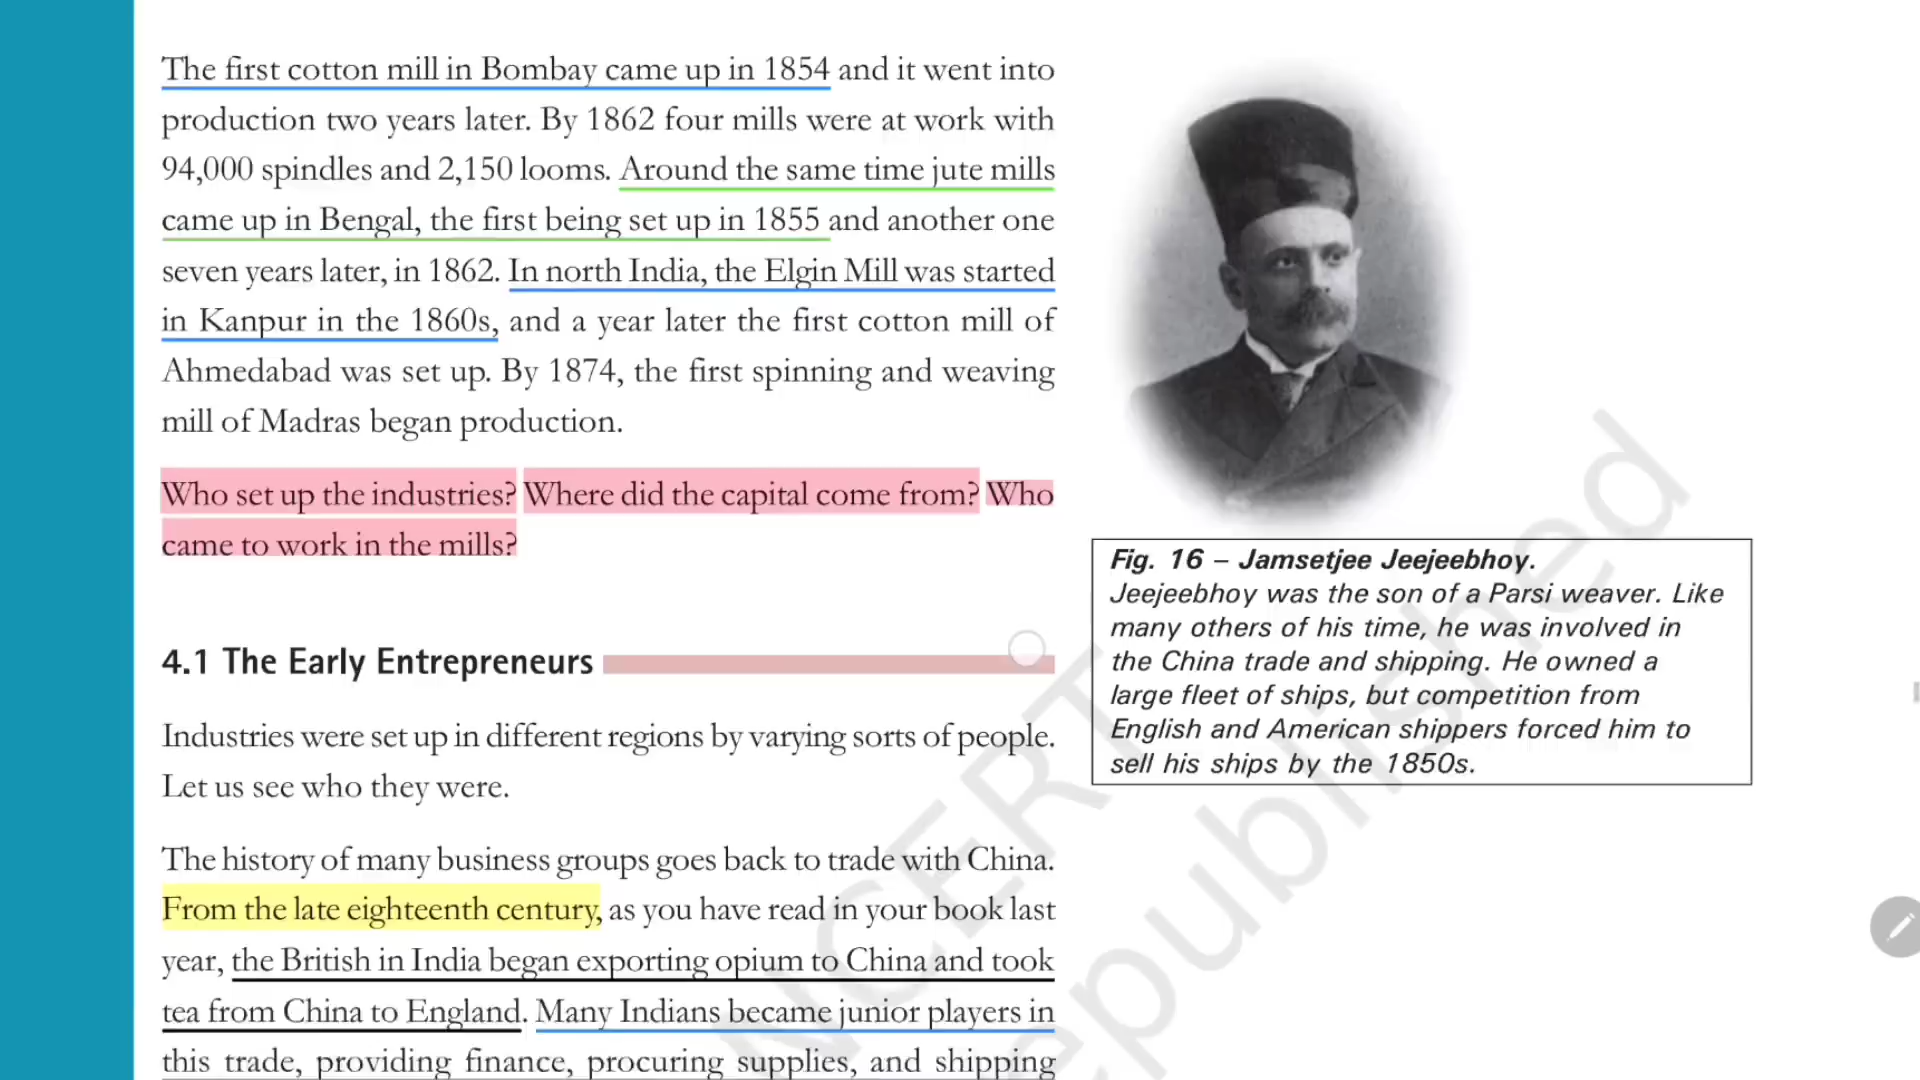 The first cotton mill in Bombay came up in 1854 and it went into
production two years later. By 1862 four mills were at work with
94,000 spindles and 2,150 looms. Around the same time jute mills
came up in Bengal, the first being set up in 1855 and another one
seven years later, in 1862. In north India, the Elgin Mill was started
in Kanpur in the 1860s, and a year later the first cotton mill of
Ahmedabad was set up. By 1874, the first spinning and weaving
mill of Madras began production.
Who set up the industries? Where did the capital come from? Who
came to work in the mills?
4.1 The Early Entrepreneurs
Industries were set up in different regions by varying sorts of people.
Let us see who they were.
The history of many business groups goes back to trade with China.
From the late eighteenth century, as you have read in your book last
year, the British in India began exporting opium to China and took
tea from China to England. Many Indians became junior players in
this trade, providing finance, procuring supplies, and shipping
Fig. 16 – Jamsetjee Jeejeebhoy.
Jeejeebhoy was the son of a Parsi weaver. Like
many others of his time, he was involved in
the China trade and shipping. He owned a
large fleet of ships, but competition from
English and American shippers forced him to
sell his ships by the 1850s.
NCERT
republished